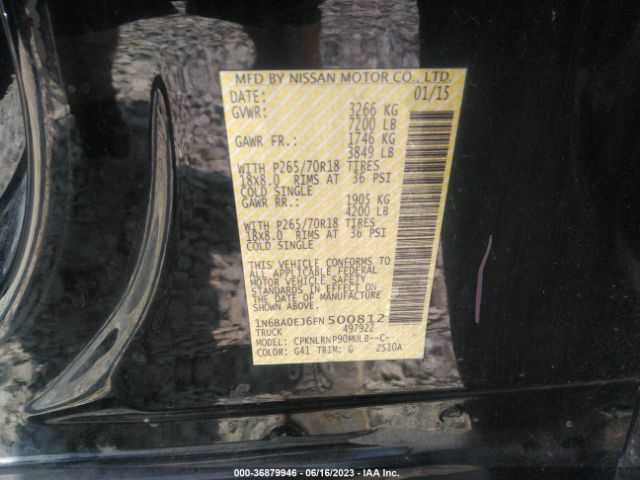 MFD BY NISSAN MOTOR CO., LTD.
DATE: 01/15
GVWR: 3266 KG
7200 LB
GAWR FR.: 1746 KG
3849 LB
WITH P265/70R18 TIRES
18X8.0 RIMS AT 36 PSI
COLD SINGLE
GAWR RR.: 1905 KG
4200 LB
WITH P265/70R18 TIRES
18X8.0 RIMS AT 36 PSI
COLD SINGLE
THIS VEHICLE CONFORMS TO
ALL APPLICABLE FEDERAL
MOTOR VEHICLE SAFETY
STANDARDS IN EFFECT ON
THE DATE OF MANUFACTURE
SHOWN ABOVE.
1N6BA0EJ6FN500812
TRUCK 497922
MODEL: CPKNLRNP90MULB--C-
COLOR: G41 TRIM: G ZS10A
000-36879946 - 06/16/2023 - IAA Inc.